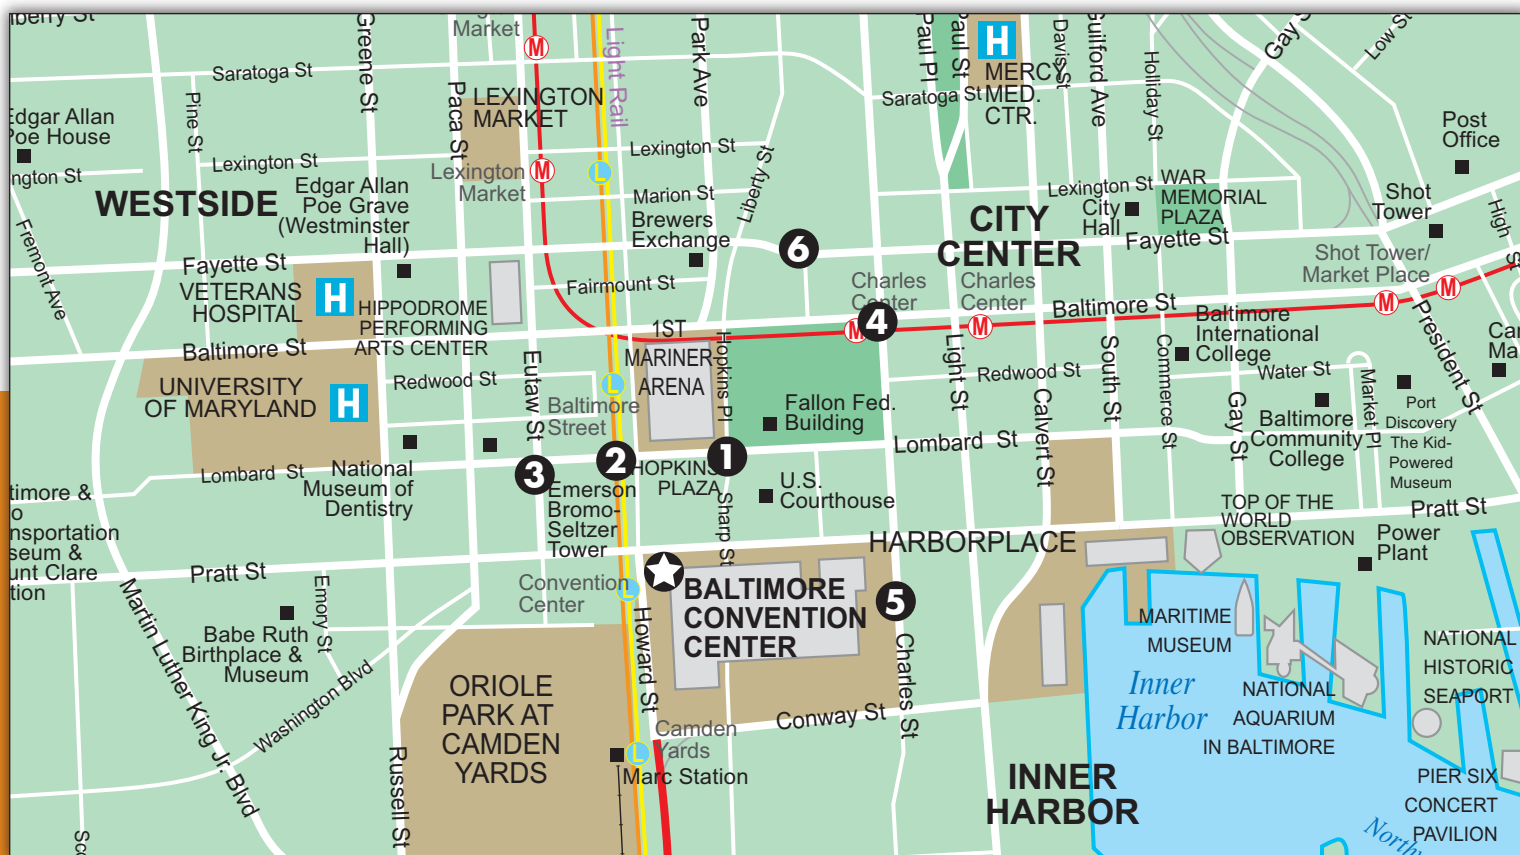 Saratoga St
Greene St
Pine St
Paca St
Market
M
Light Rail
Park Ave
LEXINGTON
MARKET
Edgar Allan
Poe House
Lexington St
Lexington
Market
M
L
Lexington St
Marion St
Liberty St
WESTSIDE
Edgar Allan
Poe Grave
(Westminster
Hall)
Brewers
Exchange
Fremont Ave
Fayette St
VETERANS
HOSPITAL
H
HIPPODROME
PERFORMING
ARTS CENTER
Fairmount St
6
Baltimore St
UNIVERSITY
OF MARYLAND
H
Redwood St
Eutaw St
L
Baltimore
Street
1ST
MARINER
ARENA
Hopkins Pl
Fallon Fed.
Building
Lombard St
National
Museum of
Dentistry
3
2
1
HOPKINS
PLAZA
Emerson
Bromo-
Seltzer
Tower
Sharp St
U.S.
Courthouse
Pratt St
Emory St
Babe Ruth
Birthplace &
Museum
Washington Blvd
Martin Luther King Jr. Blvd
Convention
Center
L
BALTIMORE
CONVENTION
CENTER
Howard St
5
Charles St
ORIOLE
PARK AT
CAMDEN
YARDS
Russell St
Camden
Yards
L
Marc Station
Conway St
Paul Pl
Paul St
H
MERCY
MED.
CTR.
Saratoga St
Davis St
Guilford Ave
Holliday St
Gay S
Low St
Post
Office
Lexington St
City
Hall
WAR
MEMORIAL
PLAZA
Shot
Tower
High St
CITY
CENTER
Fayette St
Shot Tower/
Market Place
M
M
Charles
Center
M
4
Charles
Center
M
Baltimore St
Baltimore
International
College
President St
Light St
Redwood St
South St
Commerce St
Water St
Market Pl
Port
Discovery
The Kid-
Powered
Museum
Calvert St
Gay St
Baltimore
Community
College
Lombard St
HARBORPLACE
TOP OF THE
WORLD
OBSERVATION
Pratt St
Power
Plant
MARITIME
MUSEUM
Inner
Harbor
NATIONAL
AQUARIUM
IN BALTIMORE
NATIONAL
HISTORIC
SEAPORT
INNER
HARBOR
PIER SIX
CONCERT
PAVILION